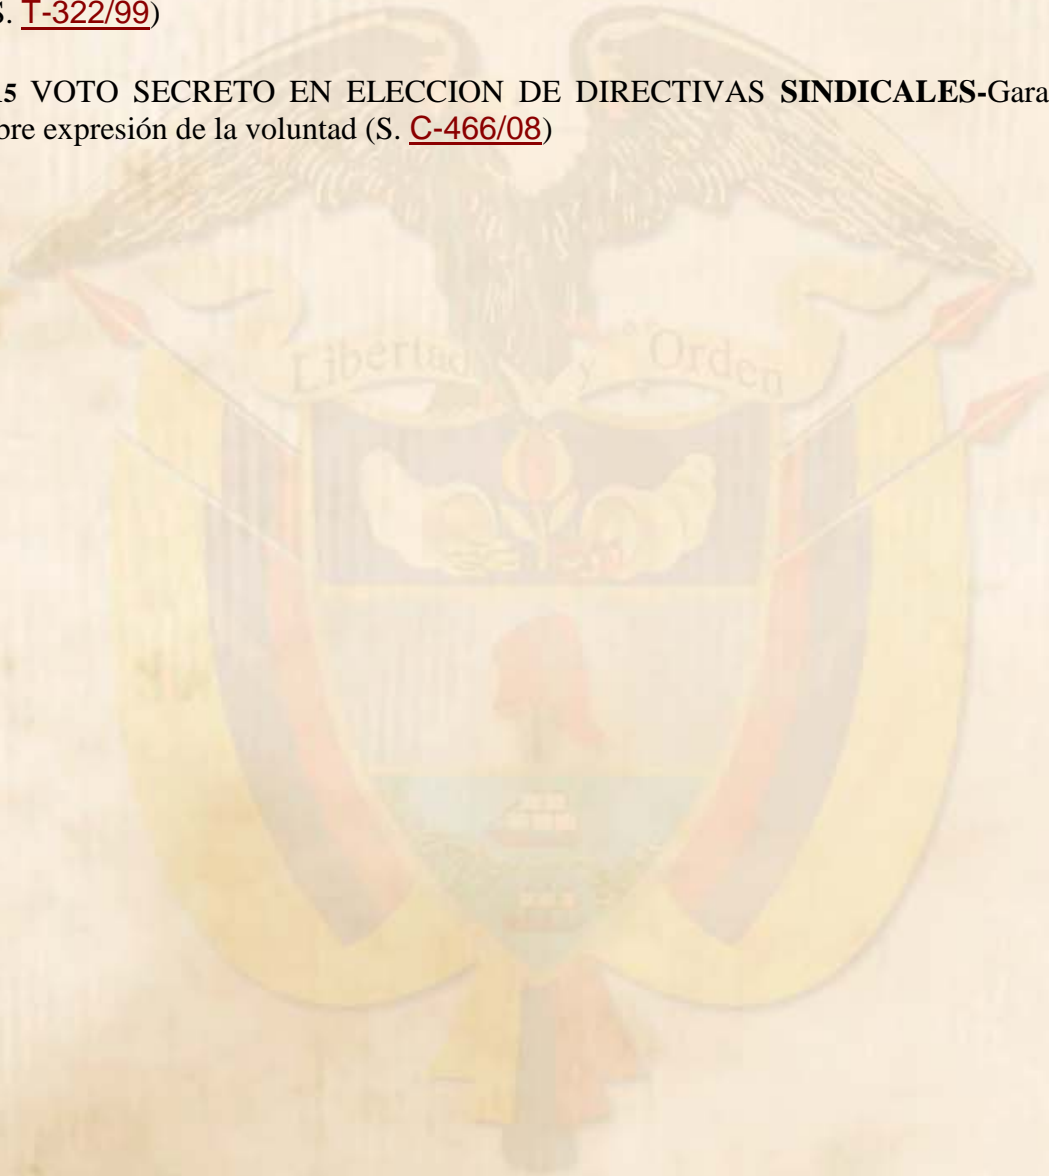 S. T-322/99)
15 VOTO SECRETO EN ELECCION DE DIRECTIVAS SINDICALES-Gara
bre expresión de la voluntad (S. C-466/08)
Libertad y Orden